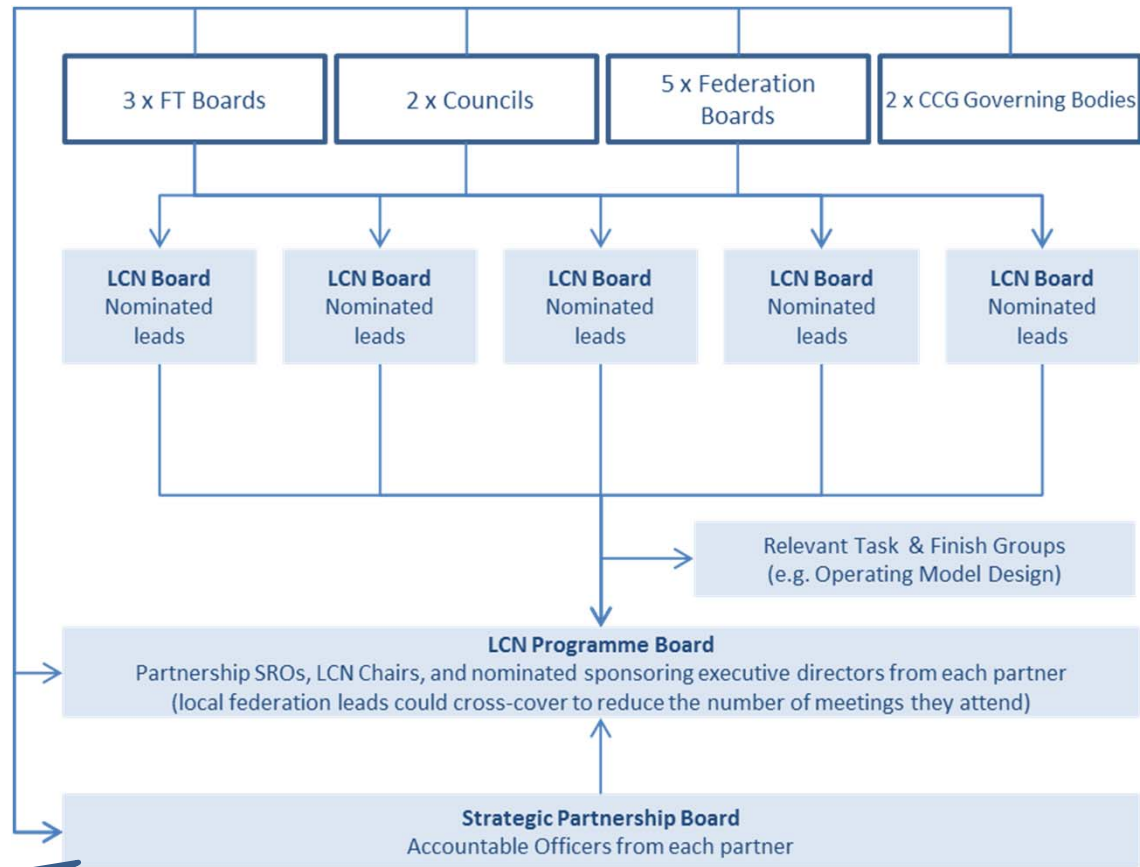 3 x FT Boards
2 x Councils
5 x Federation
Boards
2 x CCG Governing Bodies
LCN Board
Nominated
leads
LCN Board
Nominated
leads
LCN Board
Nominated
leads
LCN Board
Nominated
leads
LCN Board
Nominated
leads
Relevant Task & Finish Groups
(e.g. Operating Model Design)
LCN Programme Board
Partnership SROs, LCN Chairs, and nominated sponsoring executive directors from each partner
(local federation leads could cross-cover to reduce the number of meetings they attend)
Strategic Partnership Board
Accountable Officers from each partner